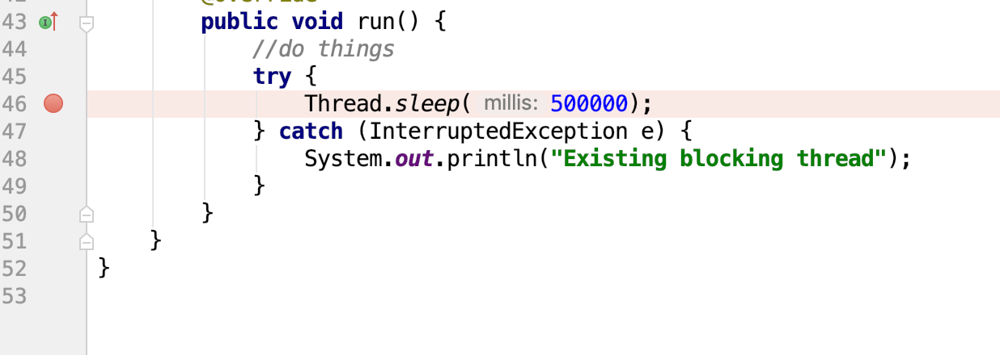 42 @Override
43 public void run() {
44 //do things
45 try {
46 Thread.sleep( millis: 500000);
47 } catch (InterruptedException e) {
48 System.out.println("Existing blocking thread");
49 }
50 }
51 }
52 }
53